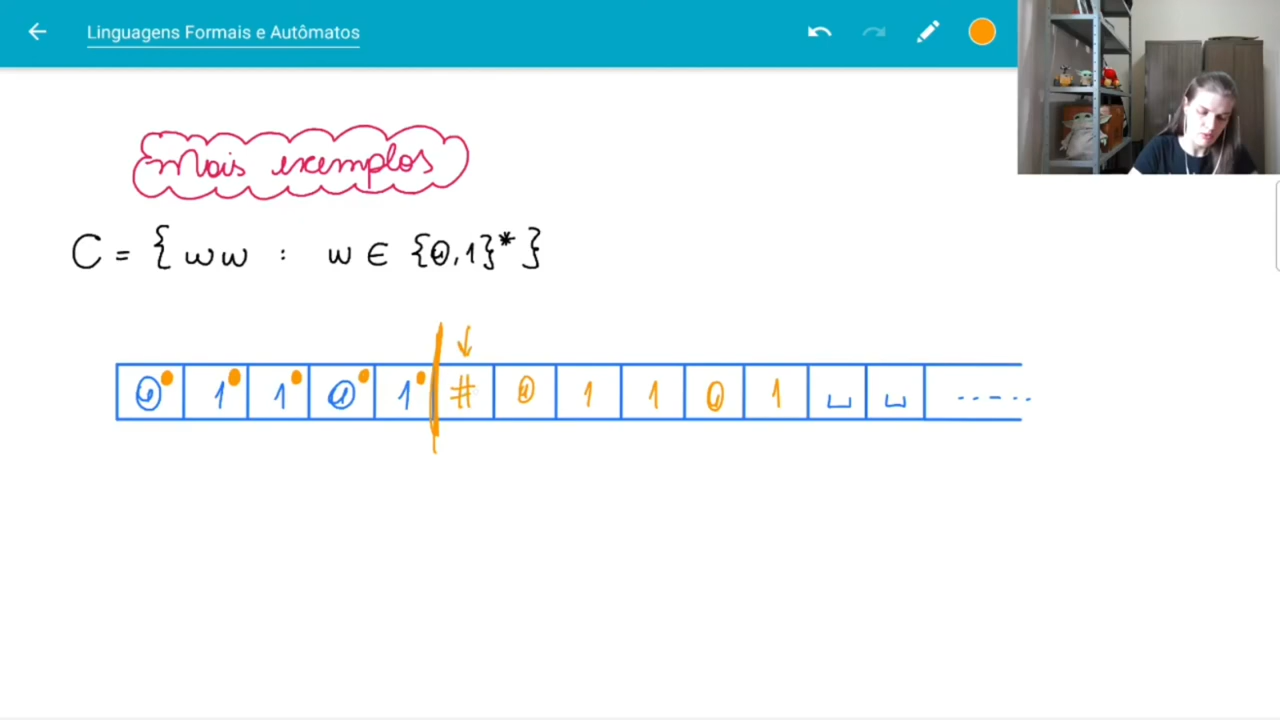 Linguagens Formais e Autômatos
Mais exemplos
C = { ww : w ∈ {0,1}* }
↓
0• 1• 1• 0• 1• # 0 1 1 0 1 ⊔ ⊔ ......